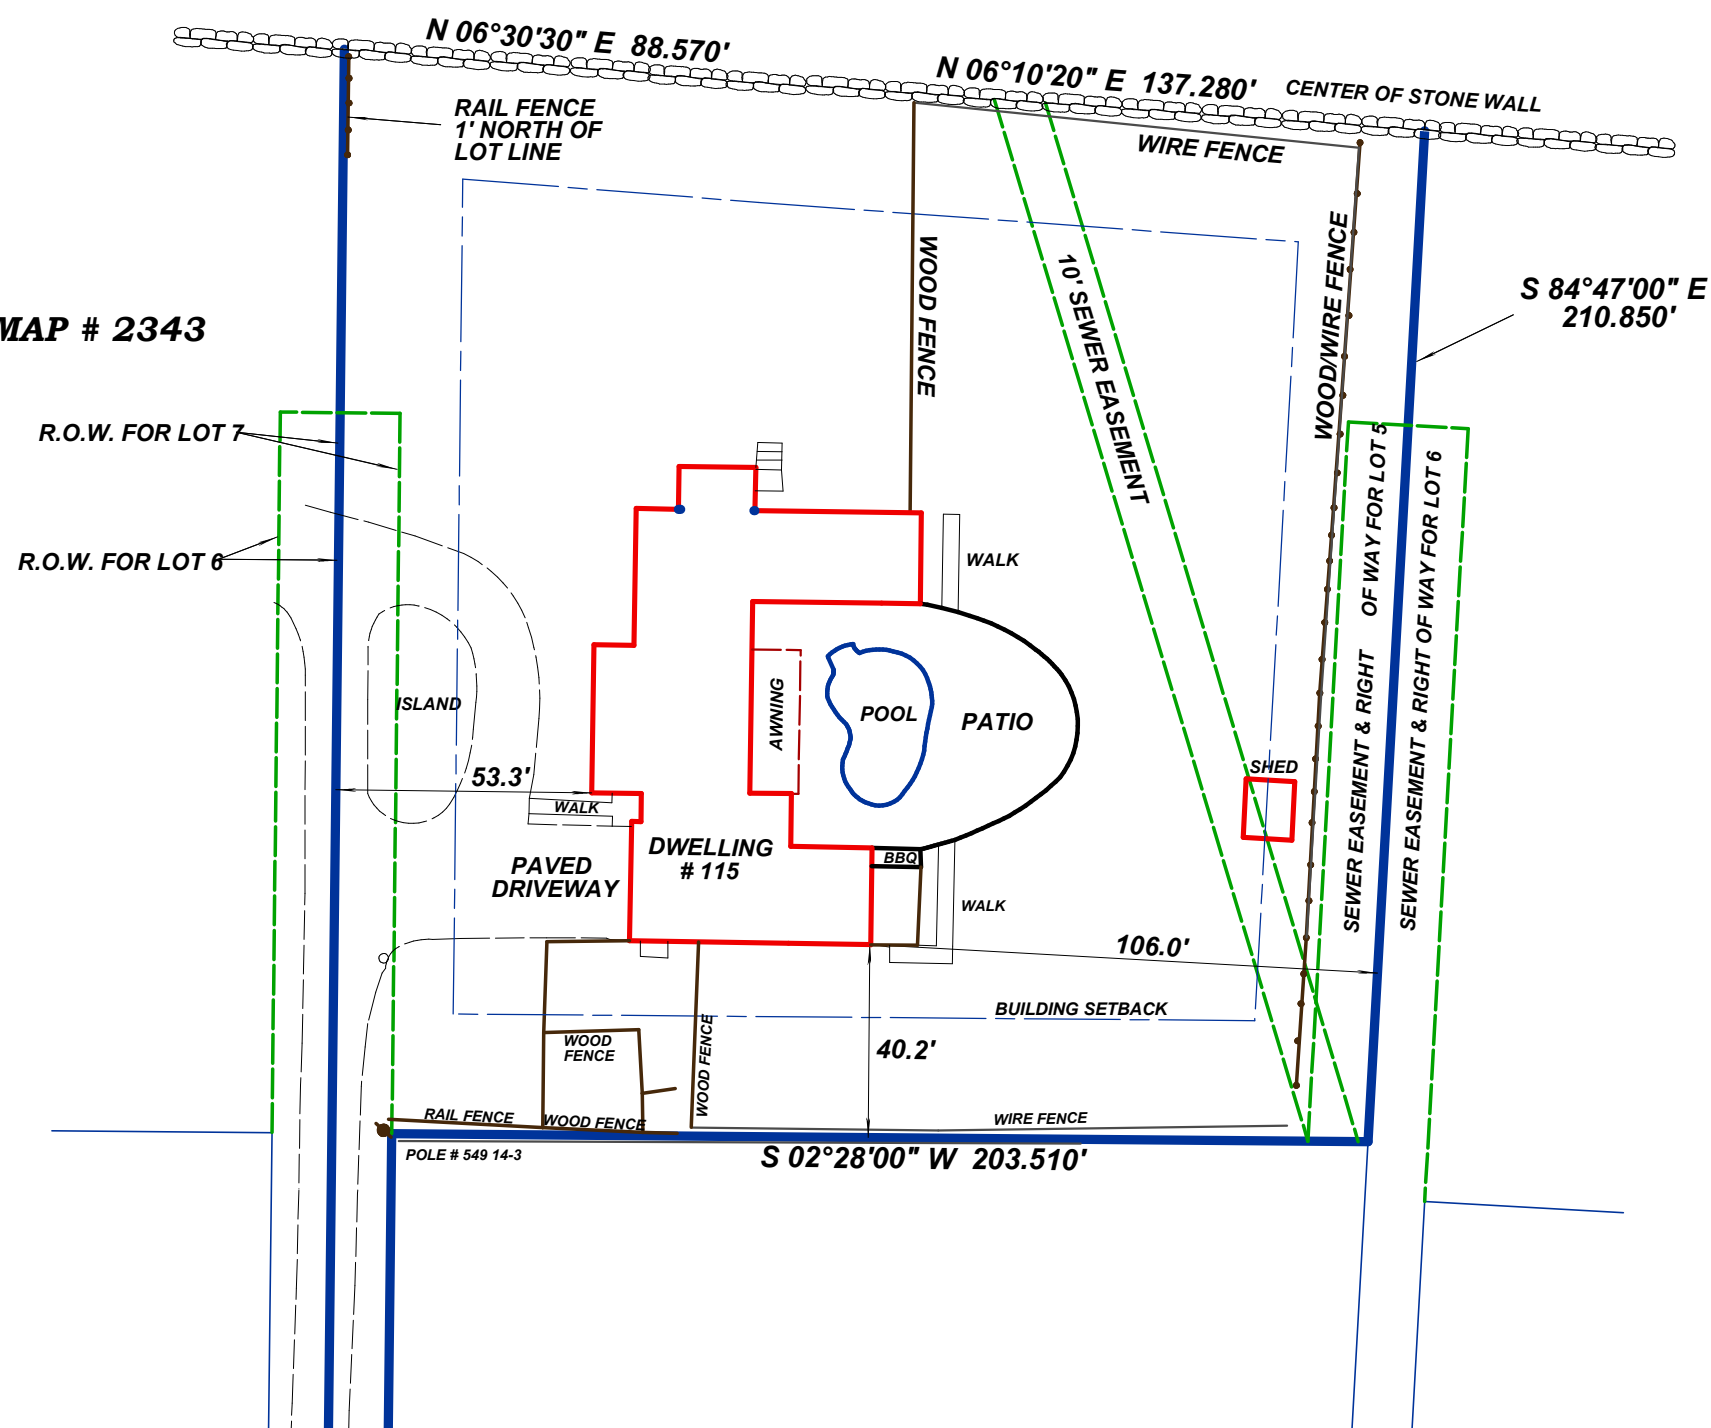 N 06°30'30" E  88.570'
N 06°10'20" E  137.280'
CENTER OF STONE WALL
RAIL FENCE
1' NORTH OF
LOT LINE
WIRE FENCE
WOOD FENCE
10' SEWER EASEMENT
WOOD/WIRE FENCE
S 84°47'00" E
210.850'
MAP # 2343
R.O.W. FOR LOT 7
R.O.W. FOR LOT 6
SEWER EASEMENT & RIGHT OF WAY FOR LOT 5
SEWER EASEMENT & RIGHT OF WAY FOR LOT 6
WALK
ISLAND
AWNING
POOL
PATIO
SHED
53.3'
WALK
DWELLING
# 115
BBQ
PAVED
DRIVEWAY
WALK
106.0'
BUILDING SETBACK
WOOD
FENCE
WOOD FENCE
40.2'
RAIL FENCE
WOOD FENCE
WIRE FENCE
POLE # 549 14-3
S 02°28'00" W  203.510'